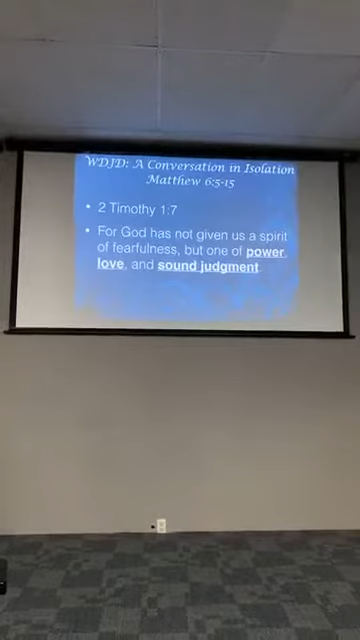 WDJD: A Conversation in Isolation
Matthew 6:5-15
• 2 Timothy 1:7
• For God has not given us a spirit
of fearfulness, but one of power,
love, and sound judgment.